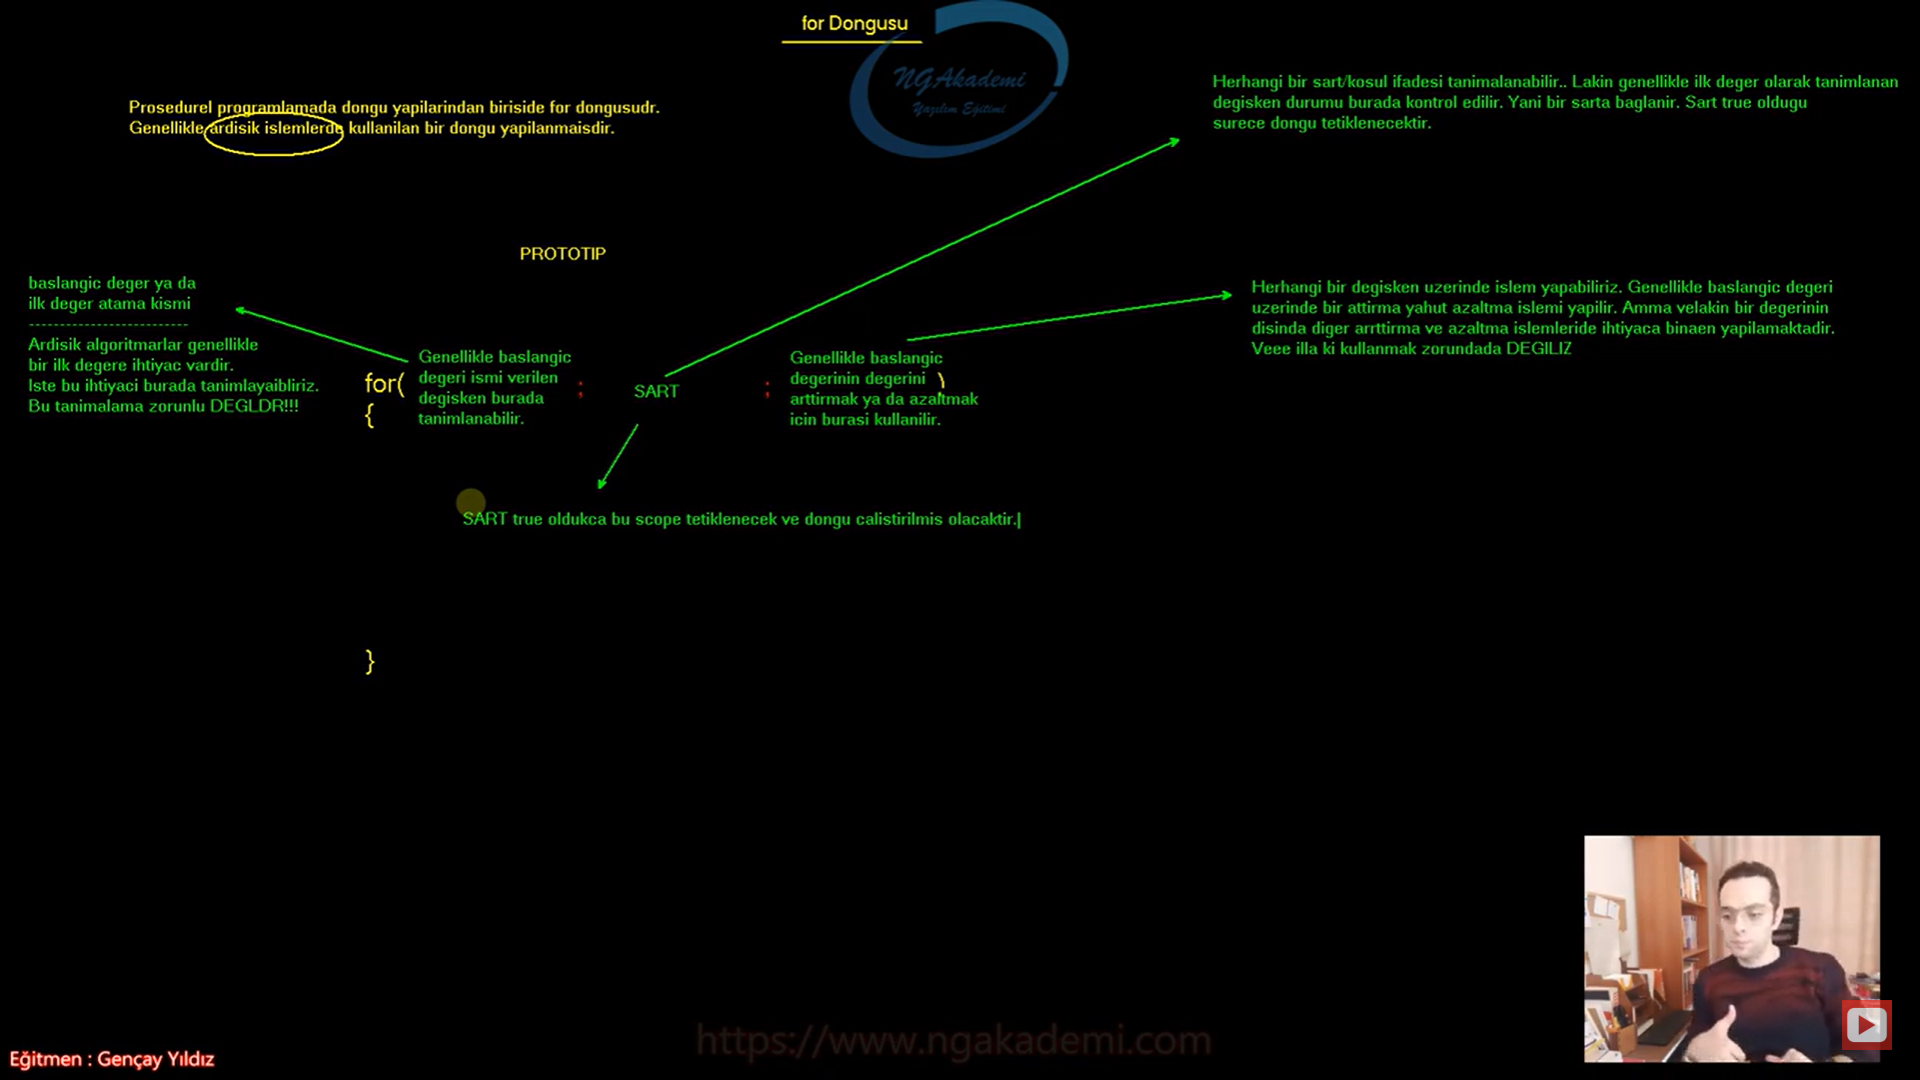 for Dongusu
NGAkademi
Yazılım Eğitimi
Prosedurel programlamada dongu yapilarindan biriside for dongusudr.
Genellikle ardisik islemlerde kullanilan bir dongu yapilanmaisdir.
Herhangi bir sart/kosul ifadesi tanimalanabilir.. Lakin genellikle ilk deger olarak tanimlanan
degisken durumu burada kontrol edilir. Yani bir sarta baglanir. Sart true oldugu
surece dongu tetiklenecektir.
PROTOTIP
baslangic deger ya da
ilk deger atama kismi
--------------------------
Ardisik algoritmarlar genellikle
bir ilk degere ihtiyac vardir.
Iste bu ihtiyaci burada tanimlayaibliriz.
Bu tanimalama zorunlu DEGLDR!!!
Herhangi bir degisken uzerinde islem yapabiliriz. Genellikle baslangic degeri
uzerinde bir attirma yahut azaltma islemi yapilir. Amma velakin bir degerinin
disinda diger arrttirma ve azaltma islemleride ihtiyaca binaen yapilamaktadir.
Veee illa ki kullanmak zorundada DEGILIZ
for(
Genellikle baslangic
degeri ismi verilen
degisken burada
tanimlanabilir.
;
SART
;
Genellikle baslangic
degerinin degerini
arttirmak ya da azaltmak
icin burasi kullanilir.
)
{
SART true oldukca bu scope tetiklenecek ve dongu calistirilmis olacaktir.
}
https://www.ngakademi.com
Eğitmen : Gençay Yıldız